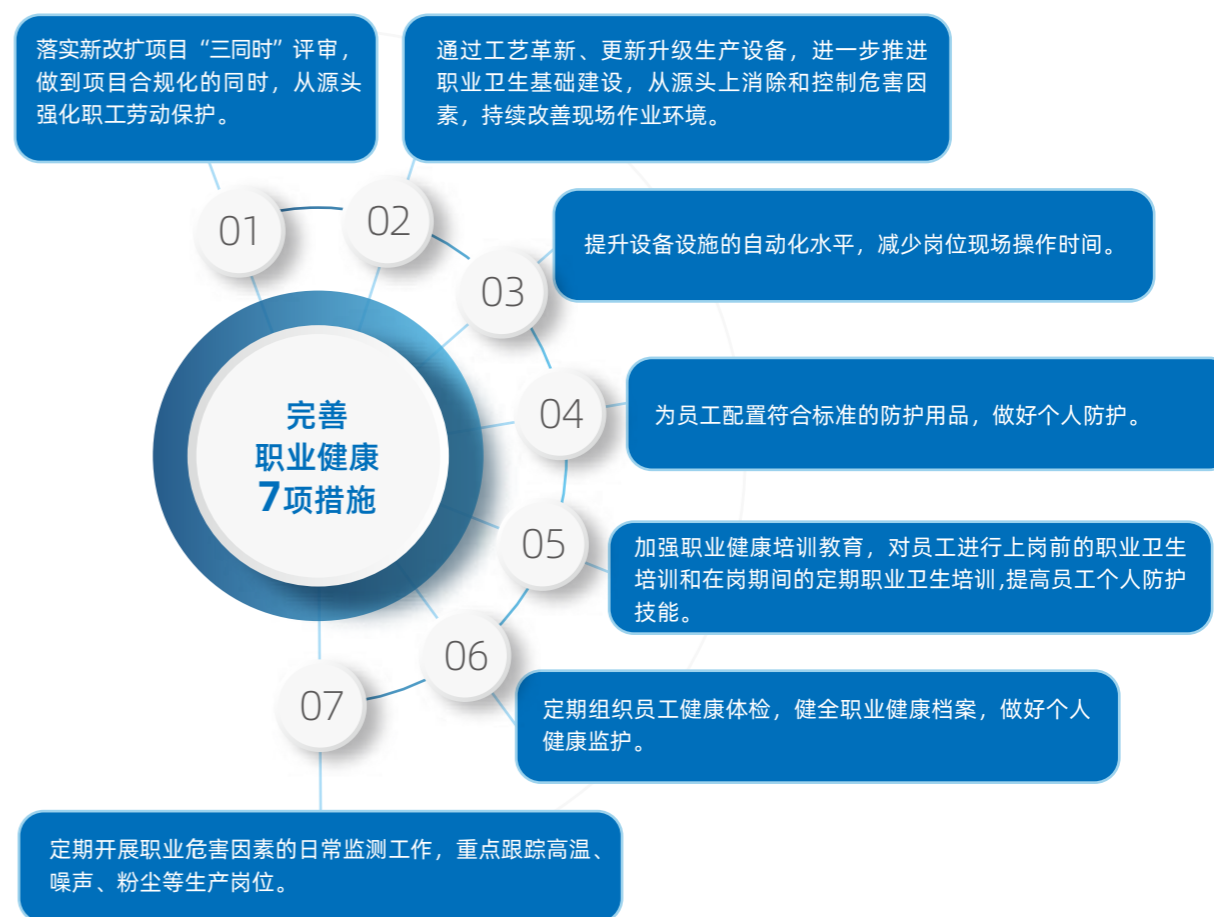 落实新改扩项目“三同时”评审，
做到项目合规化的同时，从源头
强化职工劳动保护。
通过工艺革新、更新升级生产设备，进一步推进
职业卫生基础建设，从源头上消除和控制危害因
素，持续改善现场作业环境。
01
02
提升设备设施的自动化水平，减少岗位现场操作时间。
03
完善
职业健康
7项措施
04
为员工配置符合标准的防护用品，做好个人防护。
05
加强职业健康培训教育，对员工进行上岗前的职业卫生
培训和在岗期间的定期职业卫生培训,提高员工个人防护
技能。
06
定期组织员工健康体检，健全职业健康档案，做好个人
健康监护。
07
定期开展职业危害因素的日常监测工作，重点跟踪高温、
噪声、粉尘等生产岗位。